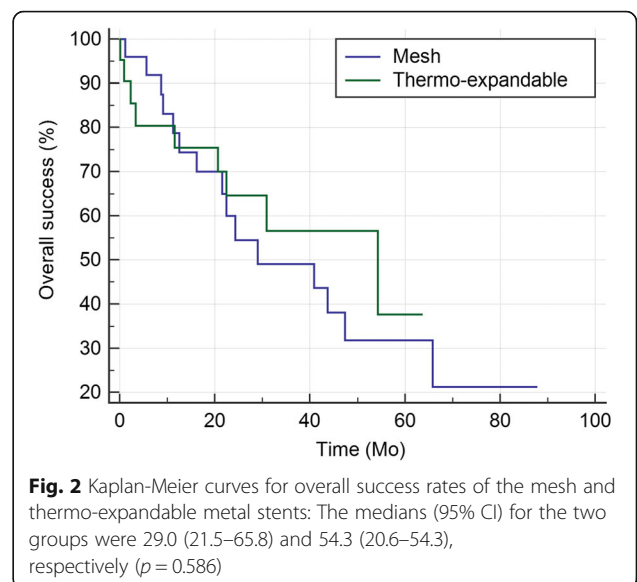 100
90
80
70
60
50
40
30
20
Overall success (%)
Mesh
Thermo-expandable
0
20
40
60
80
100
Time (Mo)
Fig. 2 Kaplan-Meier curves for overall success rates of the mesh and
thermo-expandable metal stents: The medians (95% CI) for the two
groups were 29.0 (21.5–65.8) and 54.3 (20.6–54.3),
respectively (p = 0.586)